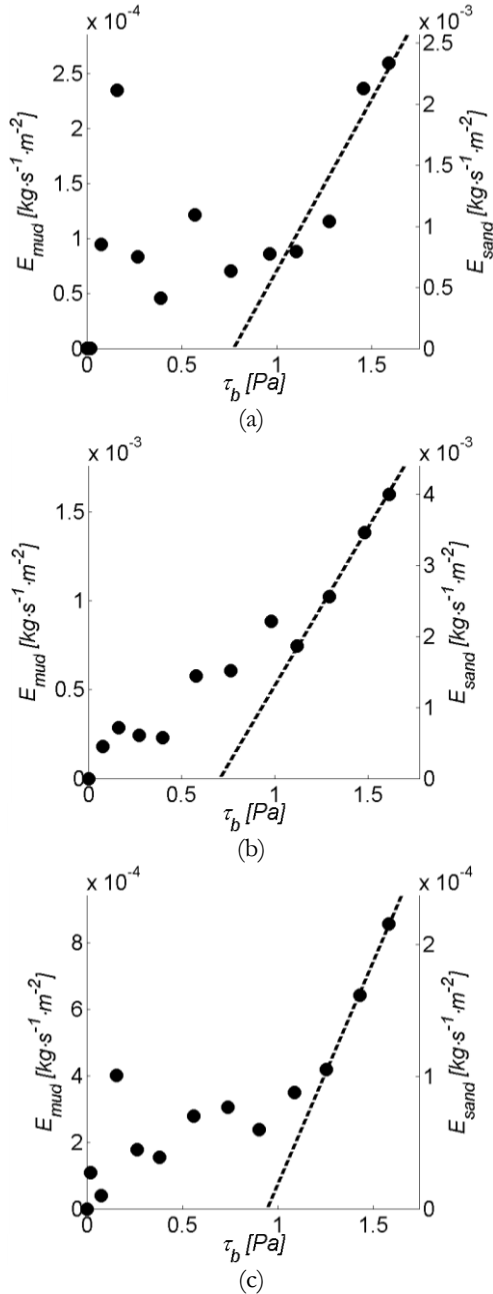 x 10⁻⁴
x 10⁻³
2.5
2
1.5
1
0.5
0
E_mud [kg·s⁻¹·m⁻²]
2.5
2
1.5
1
0.5
0
E_sand [kg·s⁻¹·m⁻²]
0 0.5 1 1.5
τ_b [Pa]
(a)
x 10⁻³
x 10⁻³
1.5
1
0.5
0
E_mud [kg·s⁻¹·m⁻²]
4
3
2
1
0
E_sand [kg·s⁻¹·m⁻²]
0 0.5 1 1.5
τ_b [Pa]
(b)
x 10⁻⁴
x 10⁻⁴
8
6
4
2
0
E_mud [kg·s⁻¹·m⁻²]
2
1
0
E_sand [kg·s⁻¹·m⁻²]
0 0.5 1 1.5
τ_b [Pa]
(c)